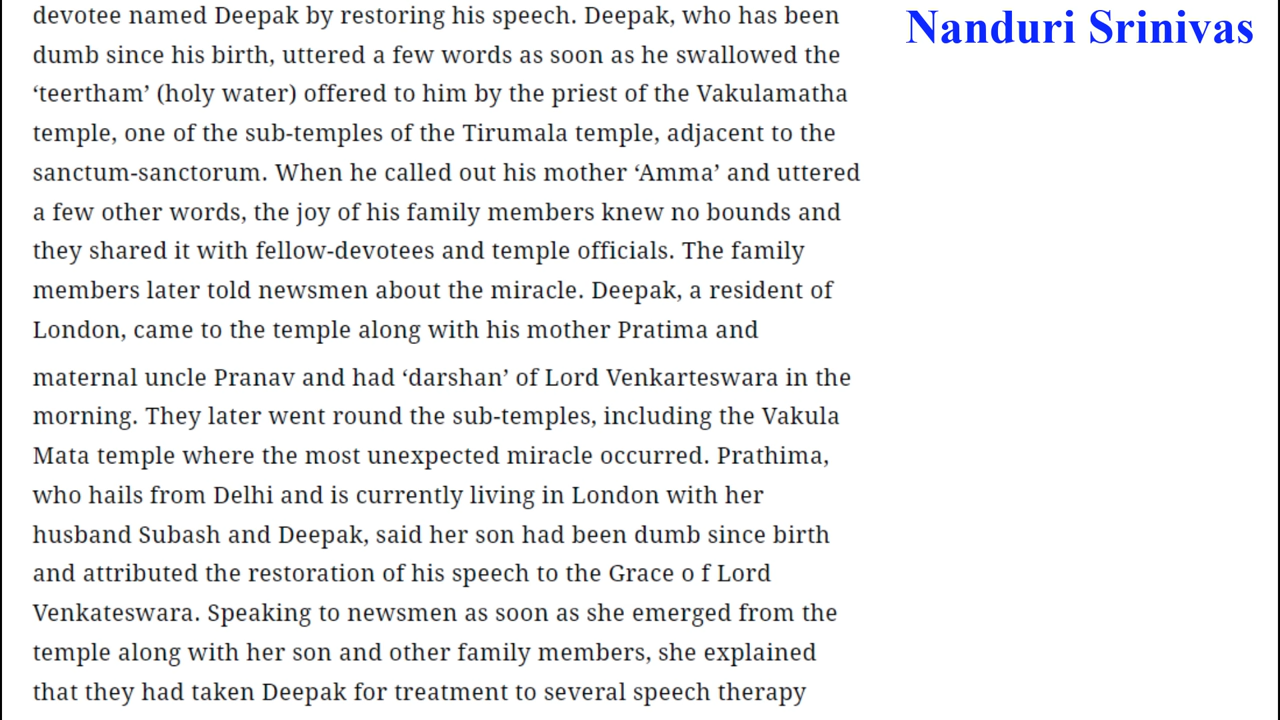 devotee named Deepak by restoring his speech. Deepak, who has been
dumb since his birth, uttered a few words as soon as he swallowed the
‘teertham’ (holy water) offered to him by the priest of the Vakulamatha
temple, one of the sub-temples of the Tirumala temple, adjacent to the
sanctum-sanctorum. When he called out his mother ‘Amma’ and uttered
a few other words, the joy of his family members knew no bounds and
they shared it with fellow-devotees and temple officials. The family
members later told newsmen about the miracle. Deepak, a resident of
London, came to the temple along with his mother Pratima and
maternal uncle Pranav and had ‘darshan’ of Lord Venkarteswara in the
morning. They later went round the sub-temples, including the Vakula
Mata temple where the most unexpected miracle occurred. Prathima,
who hails from Delhi and is currently living in London with her
husband Subash and Deepak, said her son had been dumb since birth
and attributed the restoration of his speech to the Grace o f Lord
Venkateswara. Speaking to newsmen as soon as she emerged from the
temple along with her son and other family members, she explained
that they had taken Deepak for treatment to several speech therapy
Nanduri Srinivas